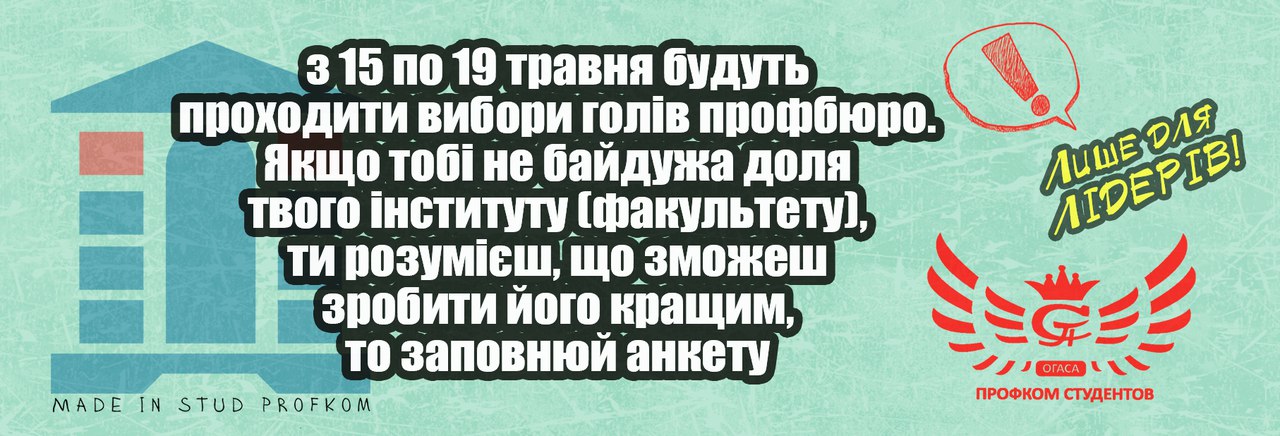 з 15 по 19 травня будуть
проходити вибори голів профбюро.
Якщо тобі не байдужа доля
твого інституту (факультету),
ти розумієш, що зможеш
зробити його кращим,
то заповнюй анкету
Лише для
лідерів!
ОГАСА
ПРОФКОМ СТУДЕНТОВ
MADE IN STUD PROFKOM